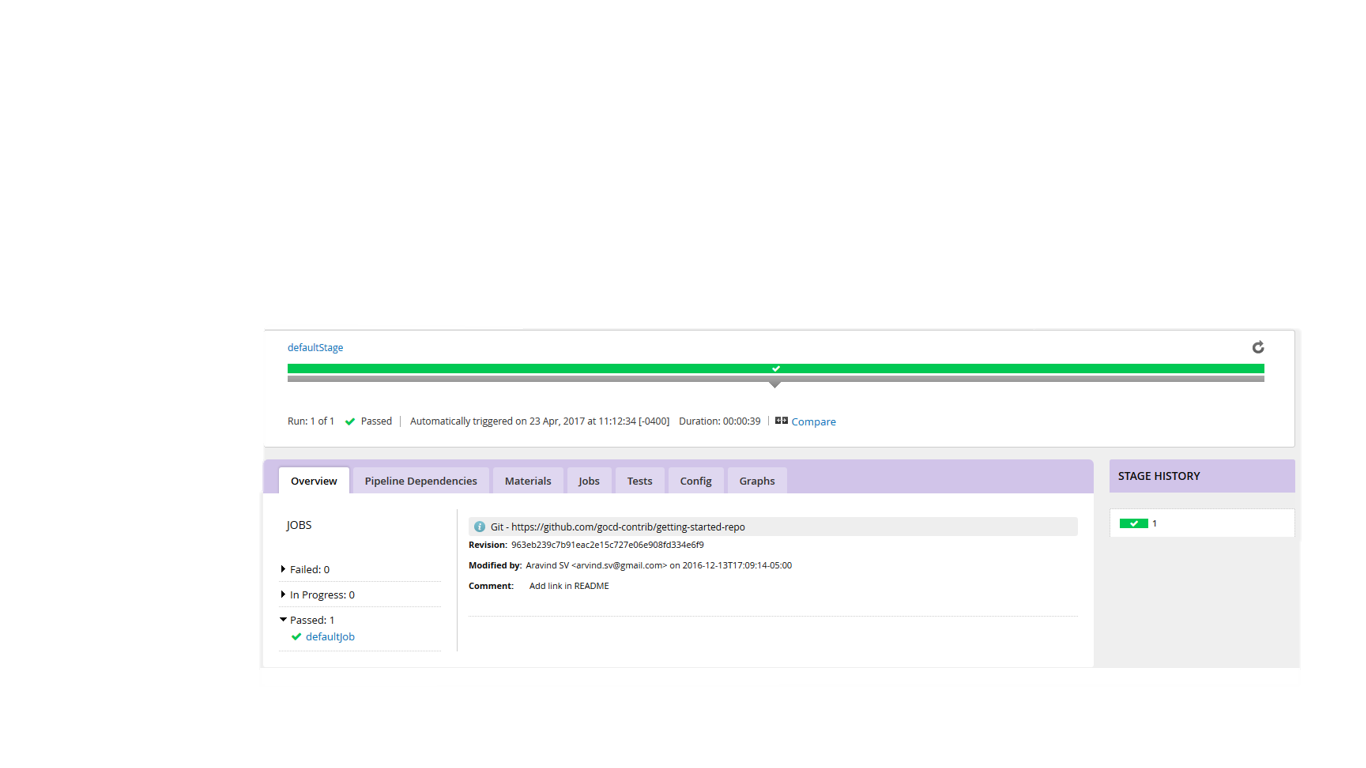 defaultStage
Run: 1 of 1 Passed Automatically triggered on 23 Apr, 2017 at 11:12:34 [-0400] Duration: 00:00:39 Compare
Overview Pipeline Dependencies Materials Jobs Tests Config Graphs
STAGE HISTORY
1
JOBS
Failed: 0
In Progress: 0
Passed: 1
defaultJob
Git - https://github.com/gocd-contrib/getting-started-repo
Revision: 963eb239c7b91eac2e15c727e06e908fd334e6f9
Modified by: Aravind SV <arvind.sv@gmail.com> on 2016-12-13T17:09:14-05:00
Comment: Add link in README